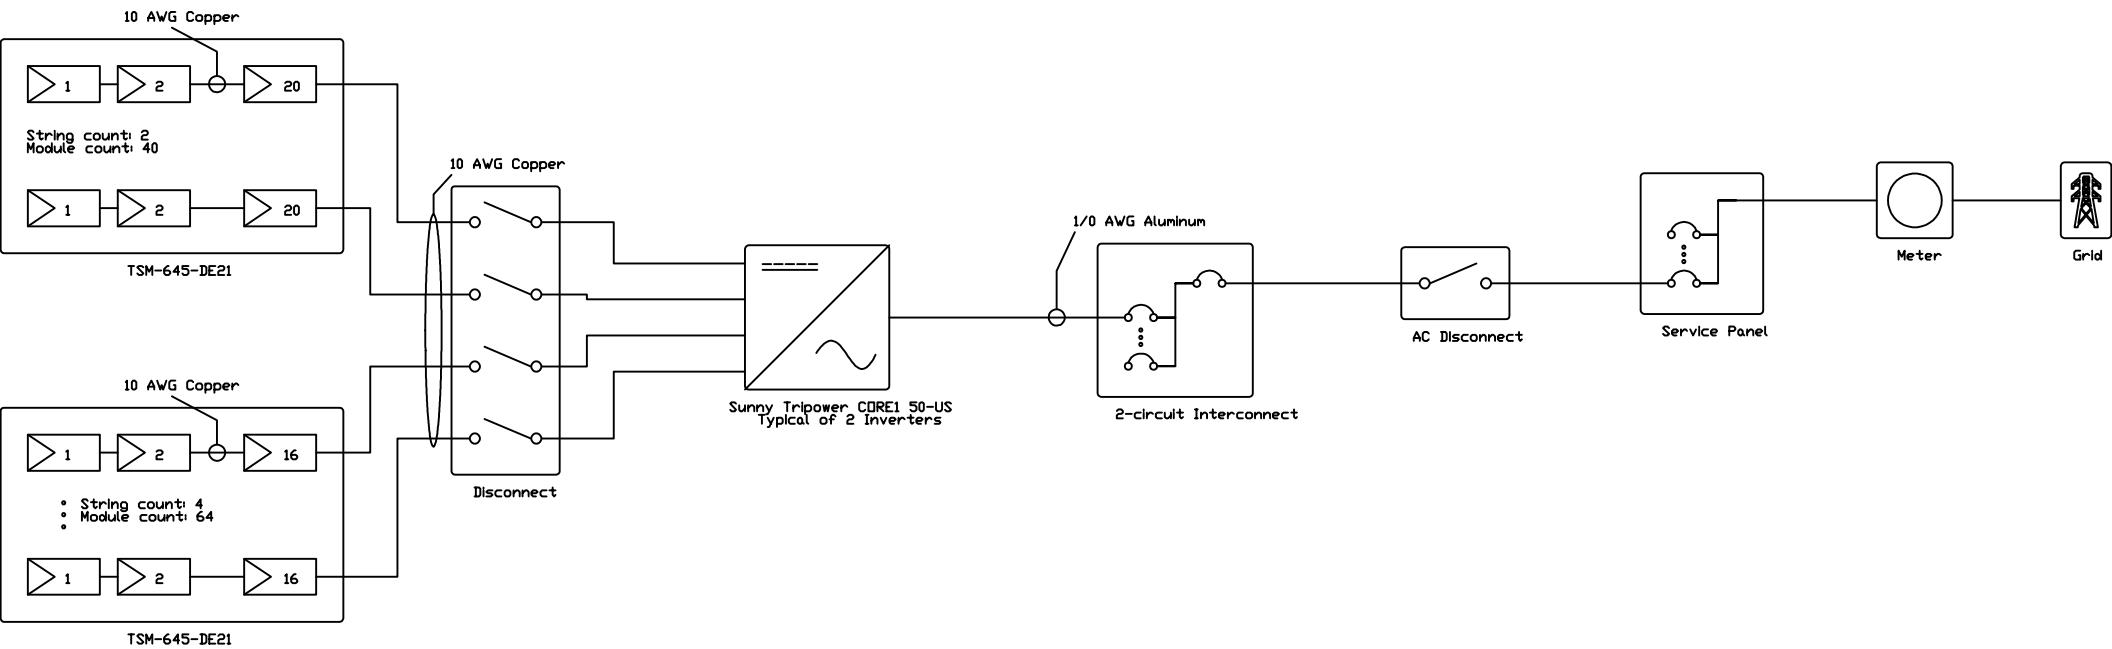 10 AWG Copper
1 2 20
String count: 2
Module count: 40
1 2 20
TSM-645-DE21
10 AWG Copper
1 2 16
String count: 4
Module count: 64
1 2 16
TSM-645-DE21
10 AWG Copper
Disconnect
Sunny Tripower CORE1 50-US
Typical of 2 Inverters
1/0 AWG Aluminum
2-circuit Interconnect
AC Disconnect
Service Panel
Meter
Grid